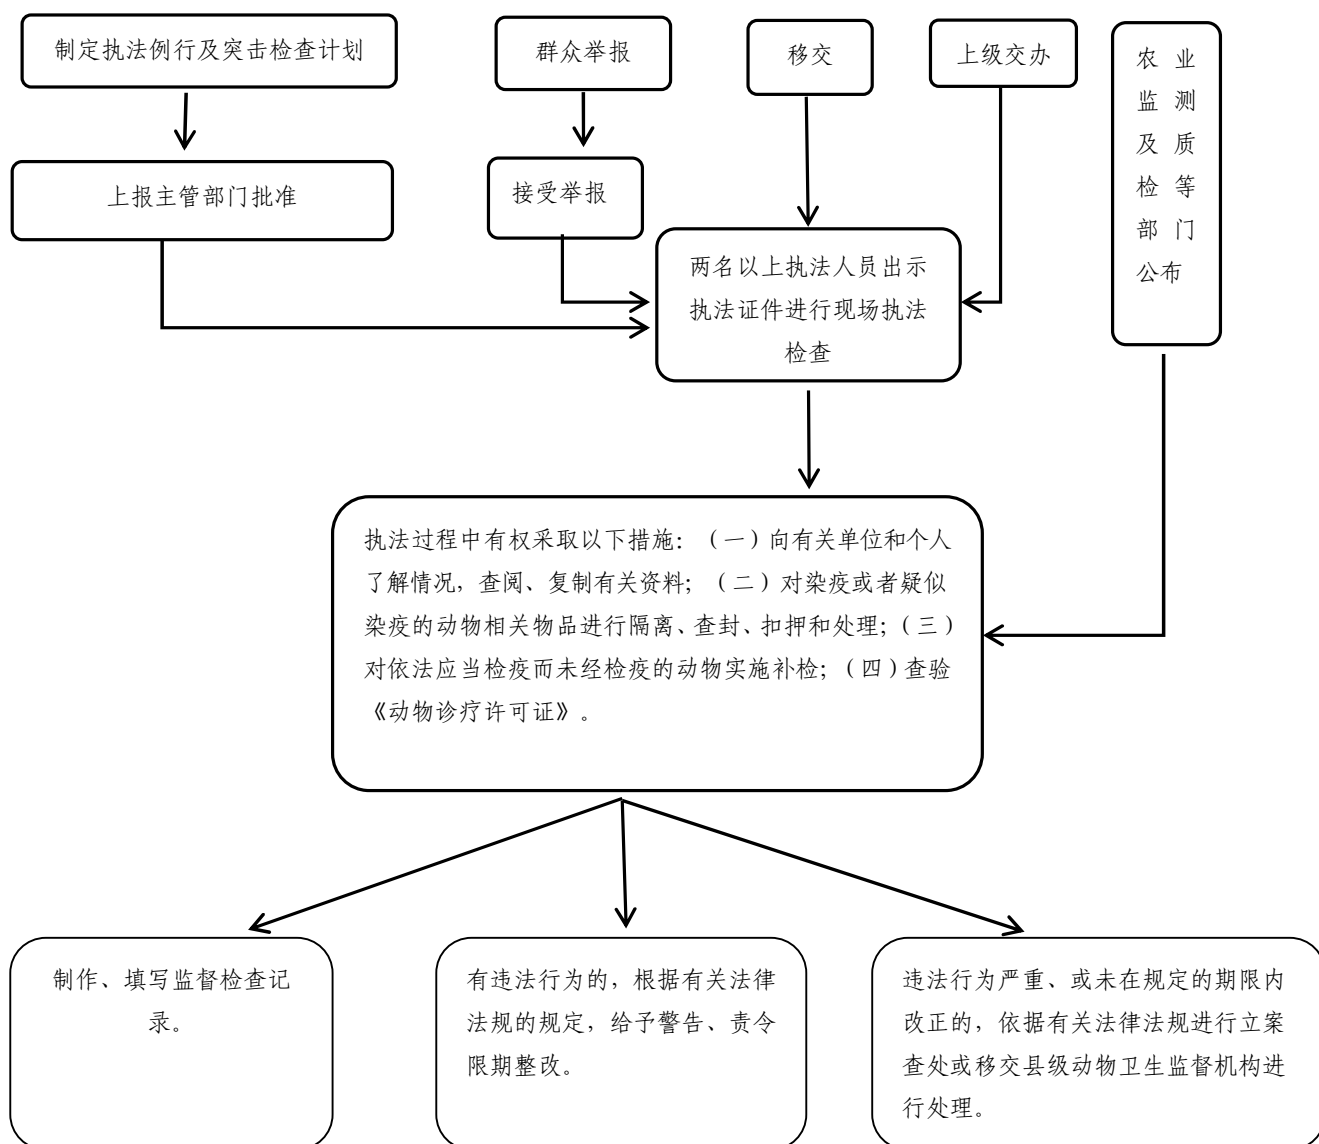 制定执法例行及突击检查计划
群众举报
移交
上级交办
农业
监测
及质
检等
部门
公布
上报主管部门批准
接受举报
两名以上执法人员出示
执法证件进行现场执法
检查
执法过程中有权采取以下措施：（一）向有关单位和个人
了解情况，查阅、复制有关资料；（二）对染疫或者疑似
染疫的动物相关物品进行隔离、查封、扣押和处理；（三）
对依法应当检疫而未经检疫的动物实施补检；（四）查验
《动物诊疗许可证》。
制作、填写监督检查记
录。
有违法行为的，根据有关法律
法规的规定，给予警告、责令
限期整改。
违法行为严重、或未在规定的期限内
改正的，依据有关法律法规进行立案
查处或移交县级动物卫生监督机构进
行处理。